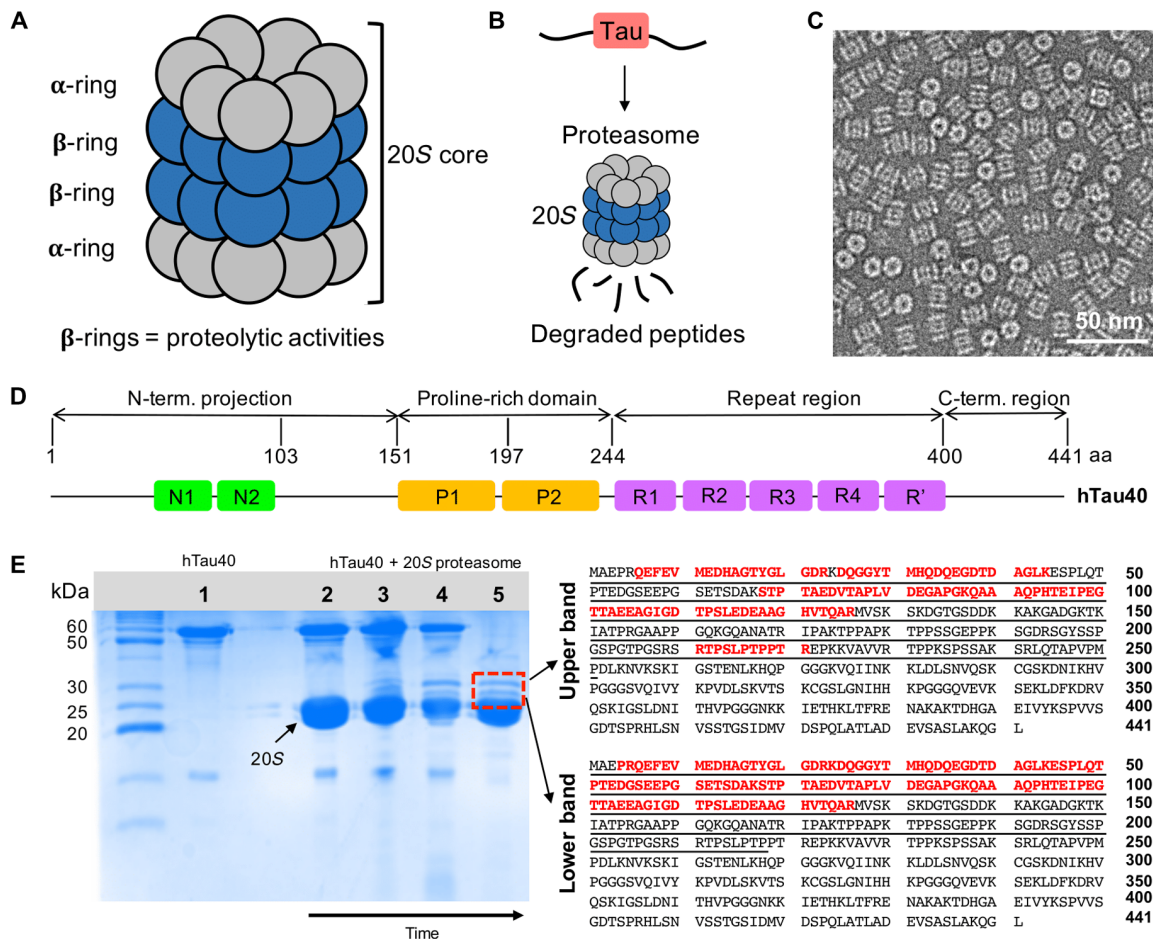 A
α-ring
β-ring
β-ring
α-ring
20S core
β-rings = proteolytic activities
B
Tau
Proteasome
20S
Degraded peptides
C
50 nm
D
N-term. projection
Proline-rich domain
Repeat region
C-term. region
1
103
151
197
244
400
441 aa
N1
N2
P1
P2
R1
R2
R3
R4
R'
hTau40
E
hTau40
hTau40 + 20S proteasome
kDa
1
2
3
4
5
60
50
30
25
20
20S
Time
Upper band
MAEPRQEFEV MEDHAGTYGL GDRKDQGGYT MHQDQEGDTD AGLKESPLQT 50
PTEDGSEEPG SETSDAKSTP TAEDVTAPLV DEGAPGKQAA AQPHTEIPEG 100
TTAEEAGIGD TPSLEDEAAG HVTQARMVSK SKDGTGSDDK KAKGADGKTK 150
IATPRGAAPP GQKGQANATR IPAKTPPAPK TPPSSGEPPK SGDRSGYSSP 200
GSPGTPGSRS RTPSLPTPPT REPKKVAVVR TPPKSPSSAK SRLQTAPVPM 250
PDLKNVKSKI GSTENLKHQP GGGKVQIINK KLDLSNVQSK CGSKDNIKHV 300
PGGGSVQIVY KPVDLSKVTS KCGSLGNIHH KPGGGQVEVK SEKLDFKDRV 350
QSKIGSLDNI THVPGGGNKK IETHKLTFRE NAKAKTDHGA EIVYKSPVVS 400
GDTSPRHLSN VSSTGSIDMV DSPQLATLAD EVSASLAKQG L 441
Lower band
MAEPRQEFEV MEDHAGTYGL GDRKDQGGYT MHQDQEGDTD AGLKESPLQT 50
PTEDGSEEPG SETSDAKSTP TAEDVTAPLV DEGAPGKQAA AQPHTEIPEG 100
TTAEEAGIGD TPSLEDEAAG HVTQARMVSK SKDGTGSDDK KAKGADGKTK 150
IATPRGAAPP GQKGQANATR IPAKTPPAPK TPPSSGEPPK SGDRSGYSSP 200
GSPGTPGSRS RTPSLPTPPT REPKKVAVVR TPPKSPSSAK SRLQTAPVPM 250
PDLKNVKSKI GSTENLKHQP GGGKVQIINK KLDLSNVQSK CGSKDNIKHV 300
PGGGSVQIVY KPVDLSKVTS KCGSLGNIHH KPGGGQVEVK SEKLDFKDRV 350
QSKIGSLDNI THVPGGGNKK IETHKLTFRE NAKAKTDHGA EIVYKSPVVS 400
GDTSPRHLSN VSSTGSIDMV DSPQLATLAD EVSASLAKQG L 441